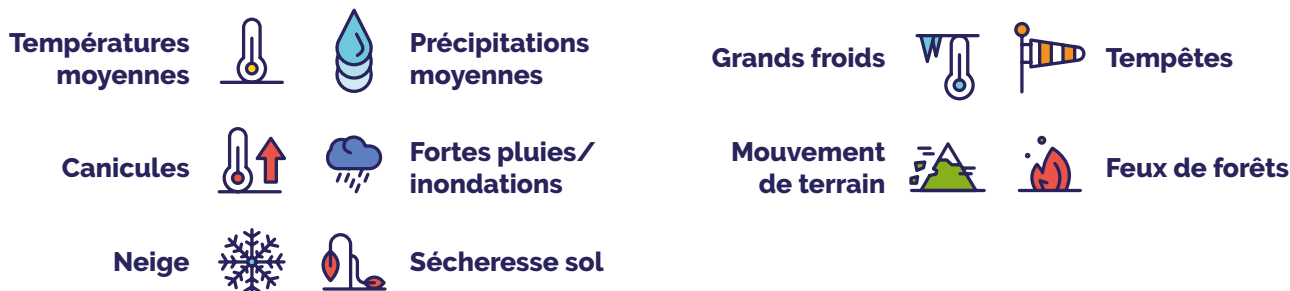 Températures
moyennes
Précipitations
moyennes
Grands froids
Tempêtes
Canicules
Fortes pluies/
inondations
Mouvement
de terrain
Feux de forêts
Neige
Sécheresse sol